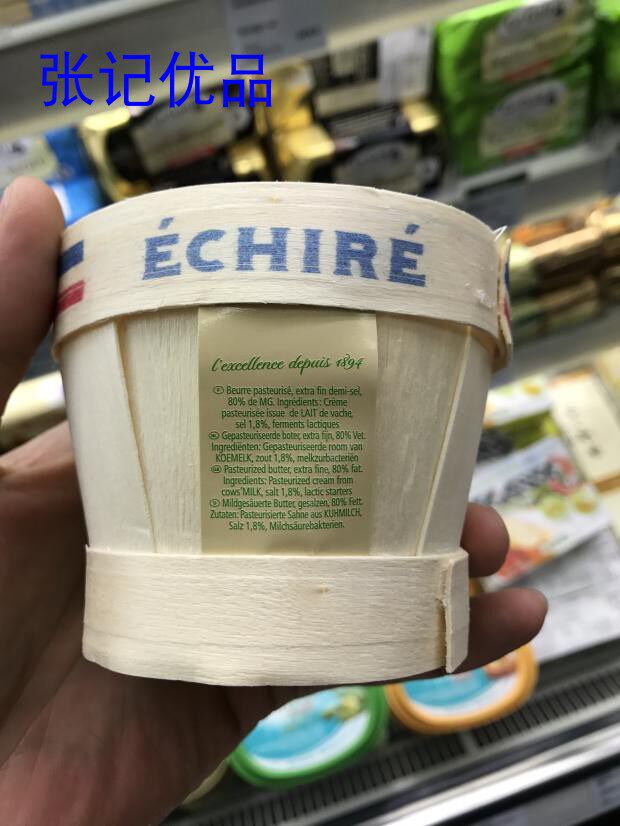 张记优品
ÉCHIRÉ
l'excellence depuis 1894
F Beurre pasteurisé, extra fin demi-sel,
80% de MG. Ingrédients: Crème
pasteurisée issue de LAIT de vache,
sel 1,8%, ferments lactiques
NL Gepasteuriseerde boter, extra fijn, 80% Vet.
Ingrediënten: Gepasteuriseerde room van
KOEMELK, zout 1,8%, melkzurbacteriën
GB Pasteurized butter, extra fine, 80% fat.
Ingredients: Pasteurized cream from
cows'MILK, salt 1,8%, lactic starters
D Mildgesäuerte Butter, gesalzen, 80% Fett.
Zutaten: Pasteurisierte Sahne aus KUHMILCH,
Salz 1,8%, Milchsäurebakterien.